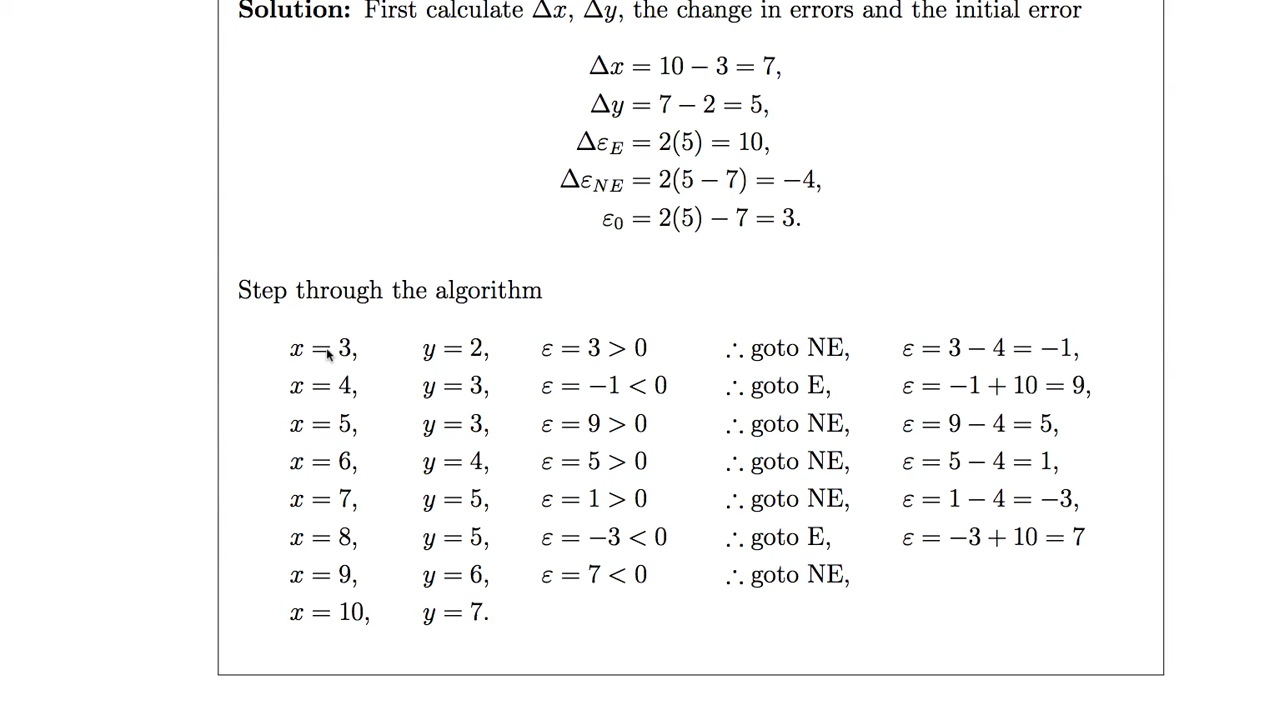 Solution: First calculate Δx, Δy, the change in errors and the initial error
Δx = 10 − 3 = 7,
Δy = 7 − 2 = 5,
Δε_E = 2(5) = 10,
Δε_NE = 2(5 − 7) = −4,
ε₀ = 2(5) − 7 = 3.
Step through the algorithm
x = 3, y = 2, ε = 3 > 0 ∴ goto NE, ε = 3 − 4 = −1,
x = 4, y = 3, ε = −1 < 0 ∴ goto E, ε = −1 + 10 = 9,
x = 5, y = 3, ε = 9 > 0 ∴ goto NE, ε = 9 − 4 = 5,
x = 6, y = 4, ε = 5 > 0 ∴ goto NE, ε = 5 − 4 = 1,
x = 7, y = 5, ε = 1 > 0 ∴ goto NE, ε = 1 − 4 = −3,
x = 8, y = 5, ε = −3 < 0 ∴ goto E, ε = −3 + 10 = 7
x = 9, y = 6, ε = 7 < 0 ∴ goto NE,
x = 10, y = 7.